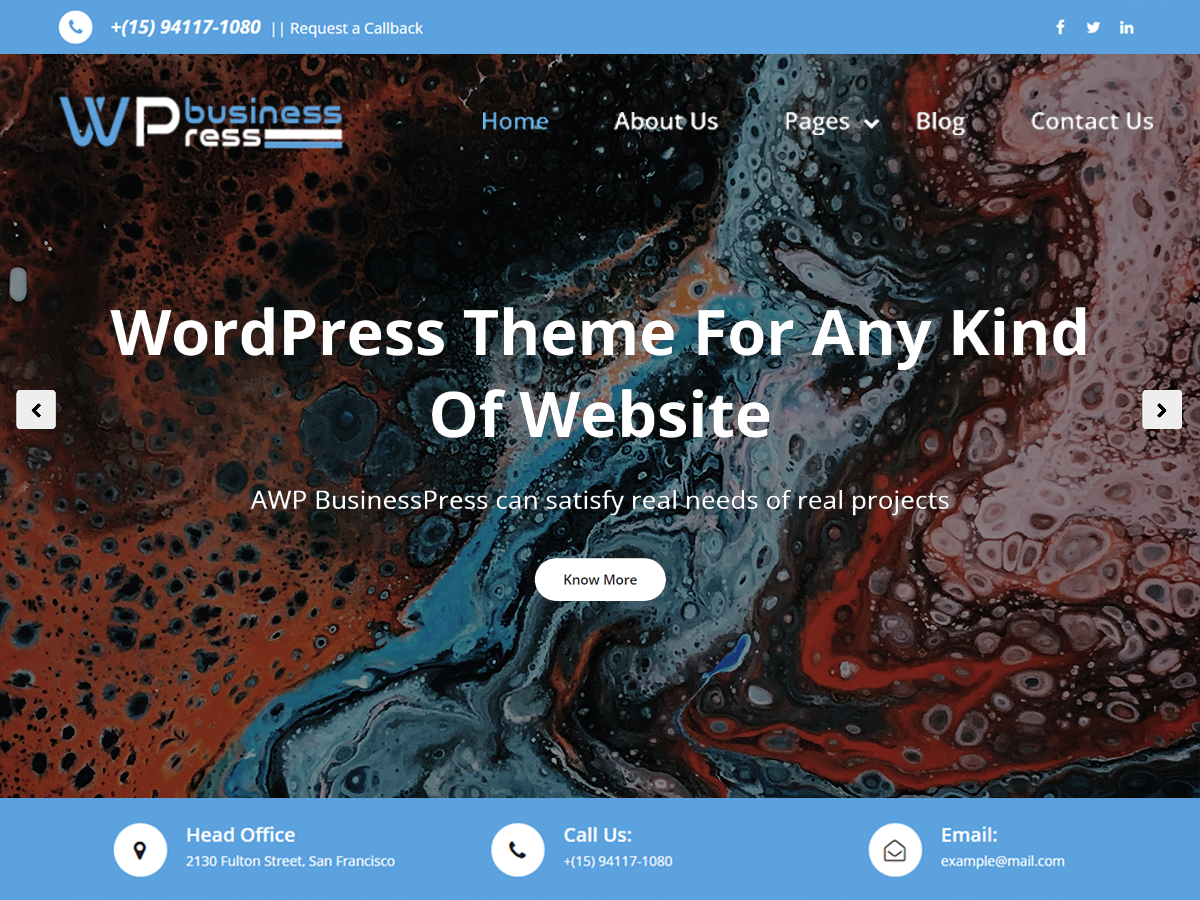 +(15) 94117-1080 || Request a Callback
WP business
ress
Home About Us Pages Blog Contact Us
WordPress Theme For Any Kind
Of Website
AWP BusinessPress can satisfy real needs of real projects
Know More
Head Office
2130 Fulton Street, San Francisco
Call Us:
+(15) 94117-1080
Email:
example@mail.com